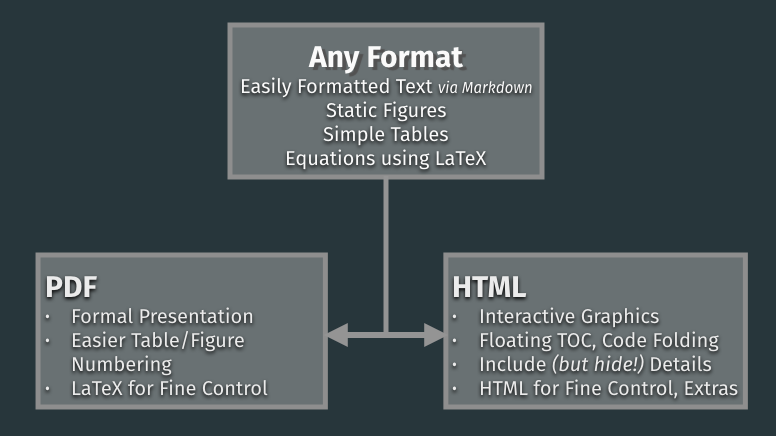 Any Format
Easily Formatted Text via Markdown
Static Figures
Simple Tables
Equations using LaTeX
PDF
• Formal Presentation
• Easier Table/Figure
Numbering
• LaTeX for Fine Control
HTML
• Interactive Graphics
• Floating TOC, Code Folding
• Include (but hide!) Details
• HTML for Fine Control, Extras